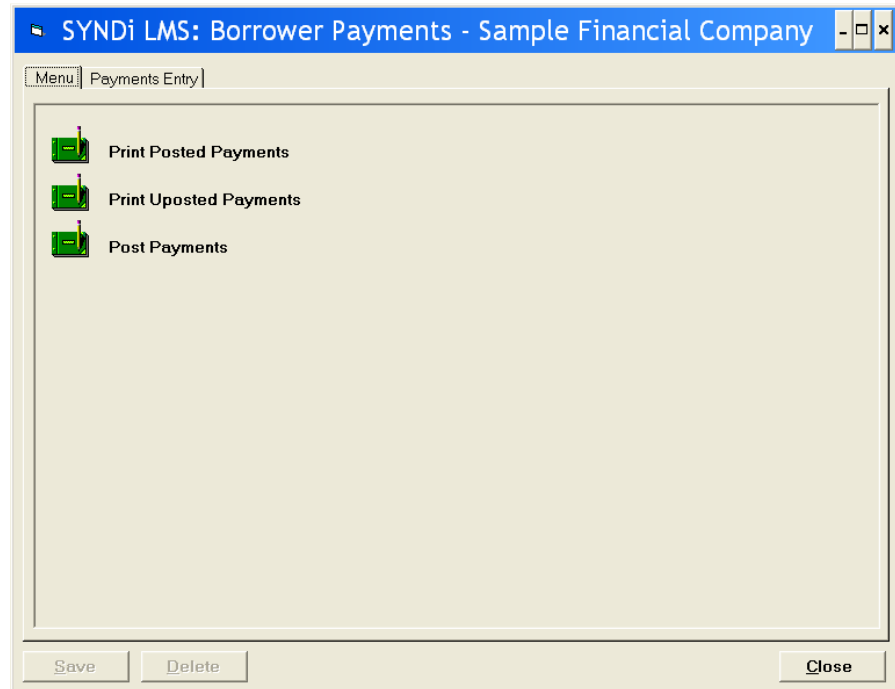 SYNDi LMS: Borrower Payments - Sample Financial Company
Menu Payments Entry
Print Posted Payments
Print Uposted Payments
Post Payments
Save Delete Close